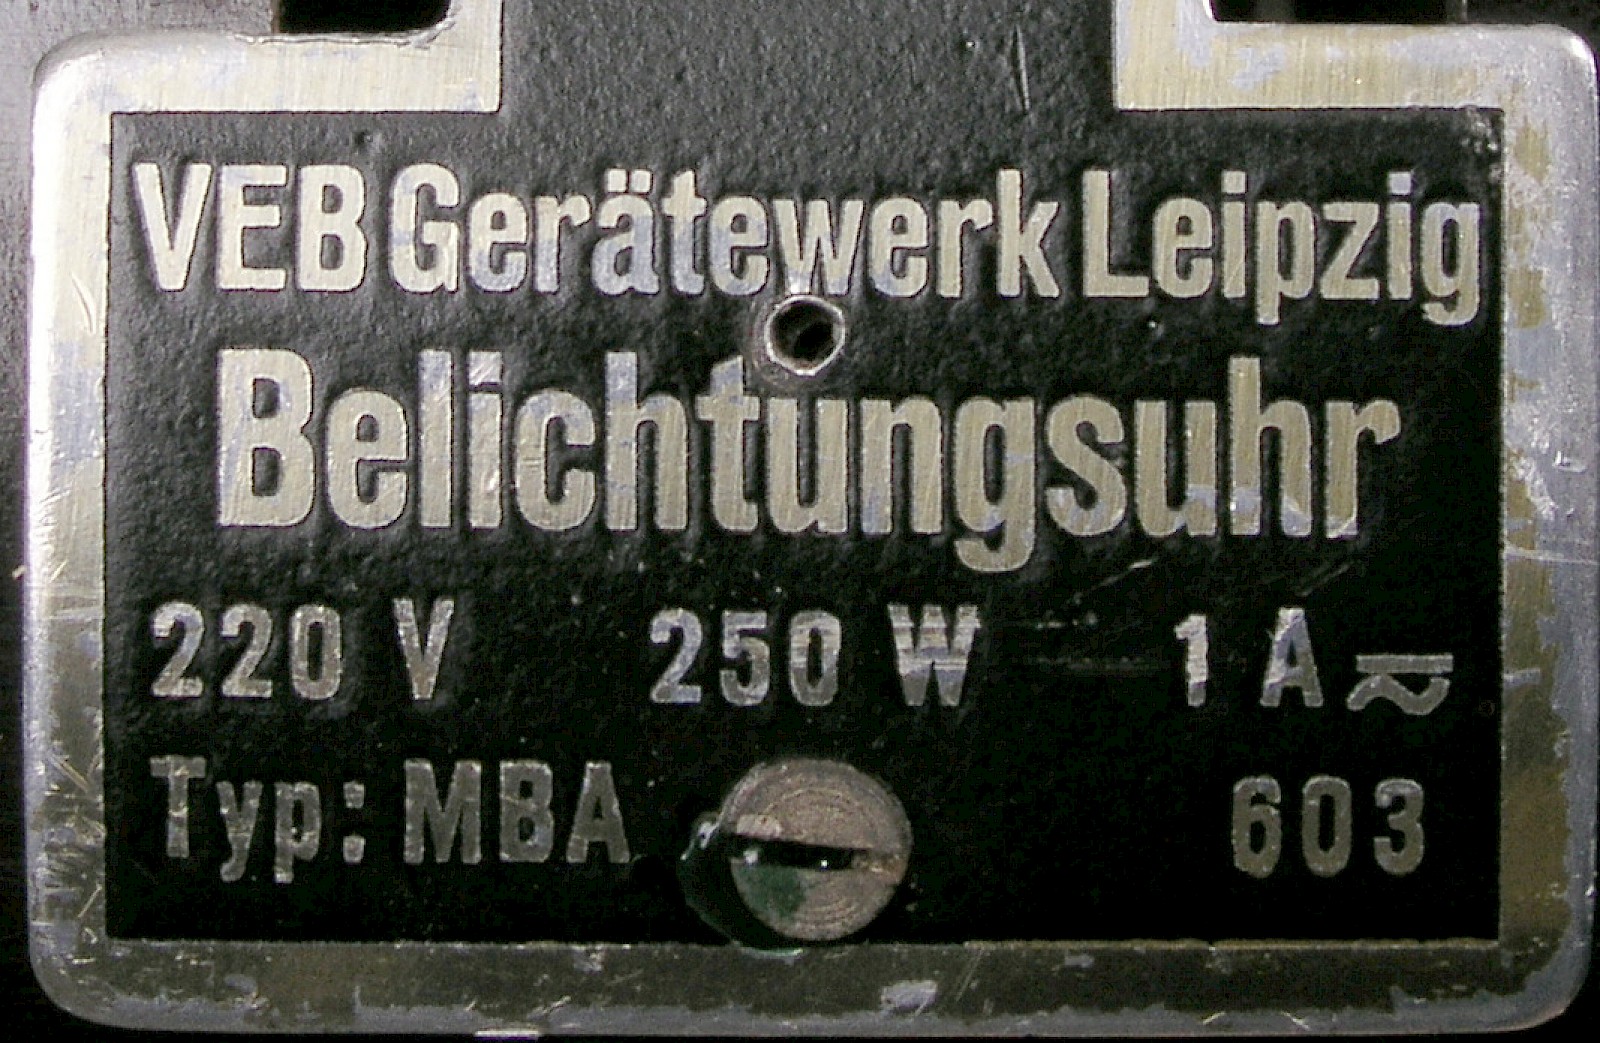 VEB Gerätewerk Leipzig
Belichtungsuhr
220 V 250 W 1 A ⎓~
Typ: MBA 603